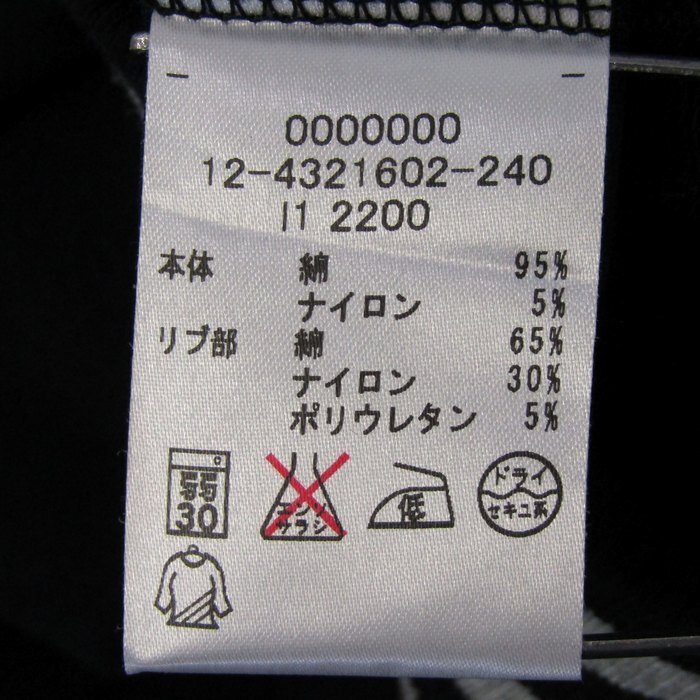 0000000
12-4321602-240
I1 2200
本体 綿 95%
ナイロン 5%
リブ部 綿 65%
ナイロン 30%
ポリウレタン 5%
弱
30
エンソ
サラシ
低
ドライ
セキユ系